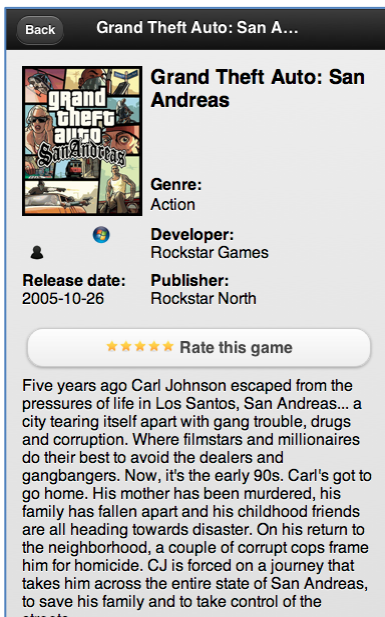 Back
Grand Theft Auto: San A...
grand
theft
auto
SanAndreas
Grand Theft Auto: San
Andreas
Genre:
Action
Developer:
Rockstar Games
Release date:
2005-10-26
Publisher:
Rockstar North
Rate this game
Five years ago Carl Johnson escaped from the
pressures of life in Los Santos, San Andreas... a
city tearing itself apart with gang trouble, drugs
and corruption. Where filmstars and millionaires
do their best to avoid the dealers and
gangbangers. Now, it's the early 90s. Carl's got to
go home. His mother has been murdered, his
family has fallen apart and his childhood friends
are all heading towards disaster. On his return to
the neighborhood, a couple of corrupt cops frame
him for homicide. CJ is forced on a journey that
takes him across the entire state of San Andreas,
to save his family and to take control of the